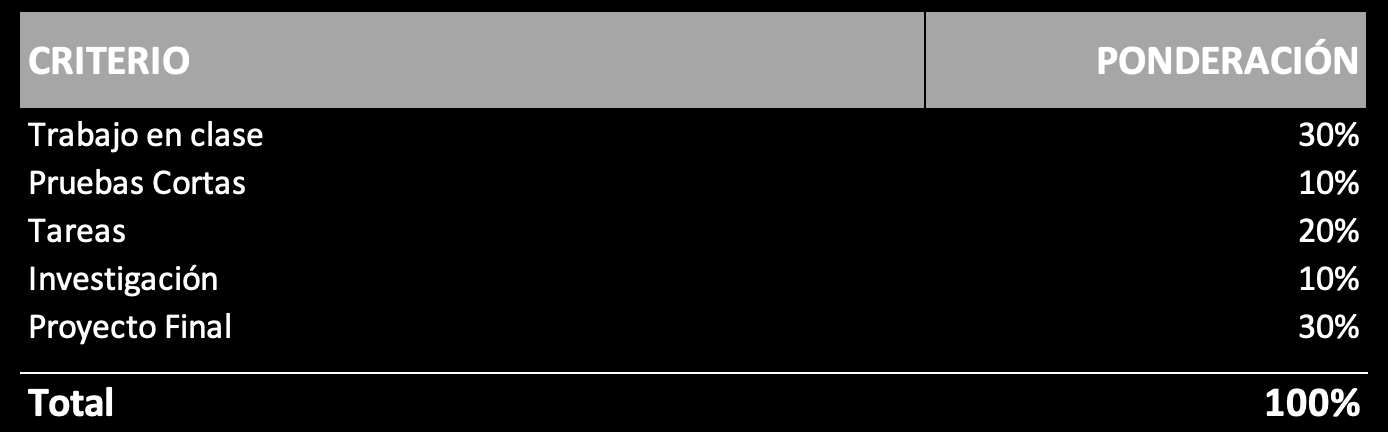 CRITERIO PONDERACIÓN
Trabajo en clase 30%
Pruebas Cortas 10%
Tareas 20%
Investigación 10%
Proyecto Final 30%
Total 100%